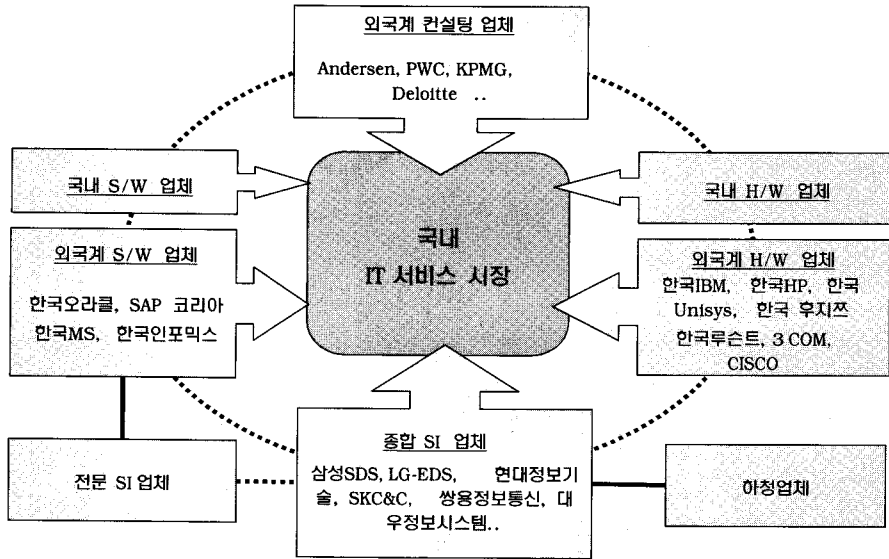 외국계 컨설팅 업체
Andersen, PWC, KPMG,
Deolitte ..
국내 S/W 업체
국내 H/W 업체
국내
IT 서비스 시장
외국계 S/W 업체
한국오라클, SAP 코리아
한국MS, 한국인포믹스
외국계 H/W 업체
한국IBM, 한국HP, 한국
Unisys, 한국 후지쯔
한국루슨트, 3 COM,
CISCO
종합 SI 업체
삼성SDS, LG-EDS, 현대정보기
술, SKC&C, 쌍용정보통신, 대
우정보시스템..
전문 SI 업체
하청업체